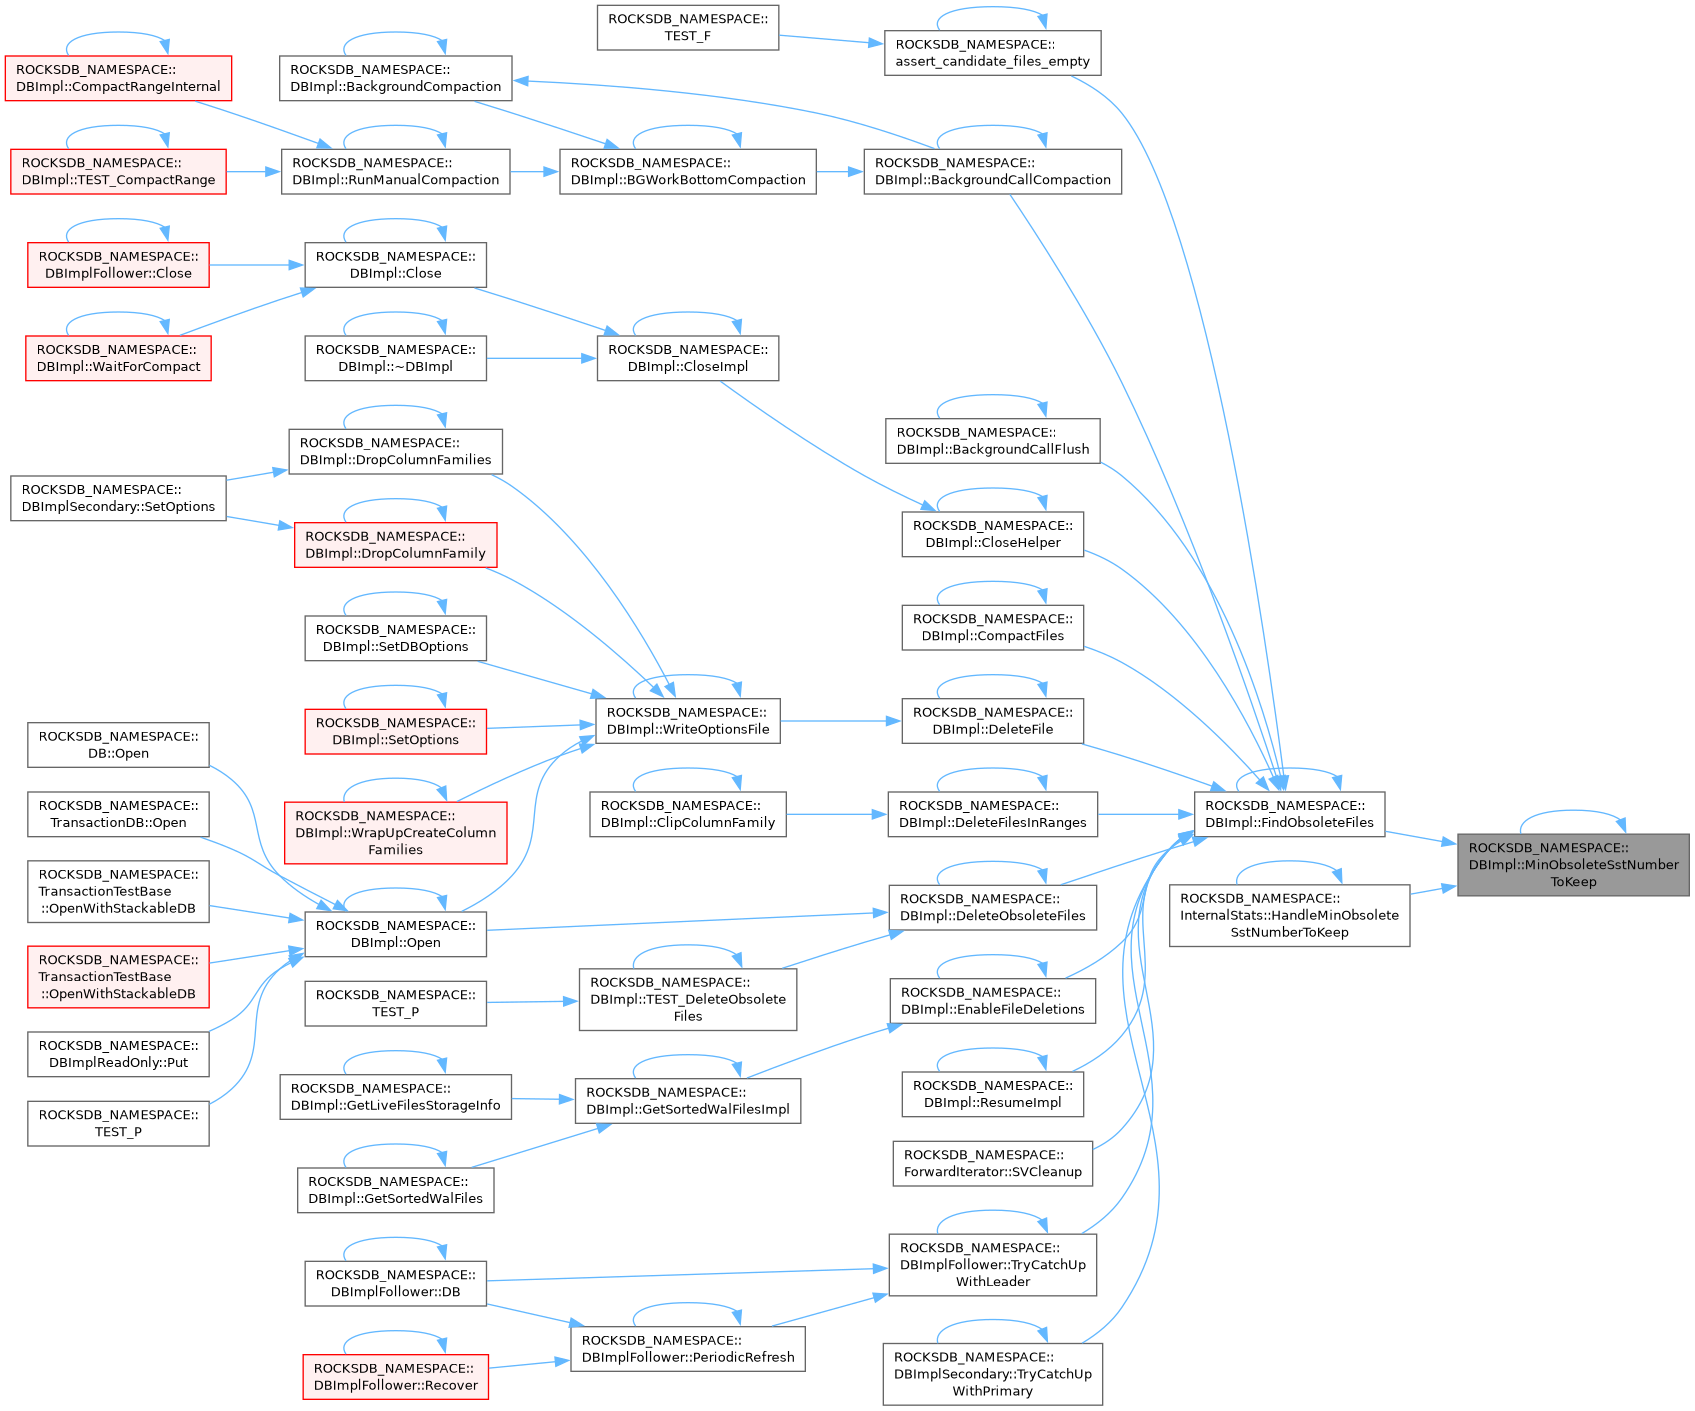 ROCKSDB_NAMESPACE::
TEST_F
ROCKSDB_NAMESPACE::
assert_candidate_files_empty
ROCKSDB_NAMESPACE::
DBImpl::CompactRangeInternal
ROCKSDB_NAMESPACE::
DBImpl::BackgroundCompaction
ROCKSDB_NAMESPACE::
DBImpl::TEST_CompactRange
ROCKSDB_NAMESPACE::
DBImpl::RunManualCompaction
ROCKSDB_NAMESPACE::
DBImpl::BGWorkBottomCompaction
ROCKSDB_NAMESPACE::
DBImpl::BackgroundCallCompaction
ROCKSDB_NAMESPACE::
DBImplFollower::Close
ROCKSDB_NAMESPACE::
DBImpl::Close
ROCKSDB_NAMESPACE::
DBImpl::WaitForCompact
ROCKSDB_NAMESPACE::
DBImpl::~DBImpl
ROCKSDB_NAMESPACE::
DBImpl::CloseImpl
ROCKSDB_NAMESPACE::
DBImpl::BackgroundCallFlush
ROCKSDB_NAMESPACE::
DBImpl::DropColumnFamilies
ROCKSDB_NAMESPACE::
DBImplSecondary::SetOptions
ROCKSDB_NAMESPACE::
DBImpl::CloseHelper
ROCKSDB_NAMESPACE::
DBImpl::DropColumnFamily
ROCKSDB_NAMESPACE::
DBImpl::CompactFiles
ROCKSDB_NAMESPACE::
DBImpl::SetDBOptions
ROCKSDB_NAMESPACE::
DBImpl::WriteOptionsFile
ROCKSDB_NAMESPACE::
DBImpl::DeleteFile
ROCKSDB_NAMESPACE::
DBImpl::SetOptions
ROCKSDB_NAMESPACE::
DB::Open
ROCKSDB_NAMESPACE::
TransactionDB::Open
ROCKSDB_NAMESPACE::
DBImpl::WrapUpCreateColumn
Families
ROCKSDB_NAMESPACE::
DBImpl::ClipColumnFamily
ROCKSDB_NAMESPACE::
DBImpl::DeleteFilesInRanges
ROCKSDB_NAMESPACE::
DBImpl::FindObsoleteFiles
ROCKSDB_NAMESPACE::
DBImpl::MinObsoleteSstNumber
ToKeep
ROCKSDB_NAMESPACE::
TransactionTestBase
::OpenWithStackableDB
ROCKSDB_NAMESPACE::
DBImpl::DeleteObsoleteFiles
ROCKSDB_NAMESPACE::
InternalStats::HandleMinObsolete
SstNumberToKeep
ROCKSDB_NAMESPACE::
DBImpl::Open
ROCKSDB_NAMESPACE::
TransactionTestBase
::OpenWithStackableDB
ROCKSDB_NAMESPACE::
TEST_P
ROCKSDB_NAMESPACE::
DBImpl::TEST_DeleteObsolete
Files
ROCKSDB_NAMESPACE::
DBImpl::EnableFileDeletions
ROCKSDB_NAMESPACE::
DBImplReadOnly::Put
ROCKSDB_NAMESPACE::
DBImpl::GetLiveFilesStorageInfo
ROCKSDB_NAMESPACE::
DBImpl::GetSortedWalFilesImpl
ROCKSDB_NAMESPACE::
DBImpl::ResumeImpl
ROCKSDB_NAMESPACE::
TEST_P
ROCKSDB_NAMESPACE::
ForwardIterator::SVCleanup
ROCKSDB_NAMESPACE::
DBImpl::GetSortedWalFiles
ROCKSDB_NAMESPACE::
DBImplFollower::TryCatchUp
WithLeader
ROCKSDB_NAMESPACE::
DBImplFollower::DB
ROCKSDB_NAMESPACE::
DBImplFollower::PeriodicRefresh
ROCKSDB_NAMESPACE::
DBImplFollower::Recover
ROCKSDB_NAMESPACE::
DBImplSecondary::TryCatchUp
WithPrimary